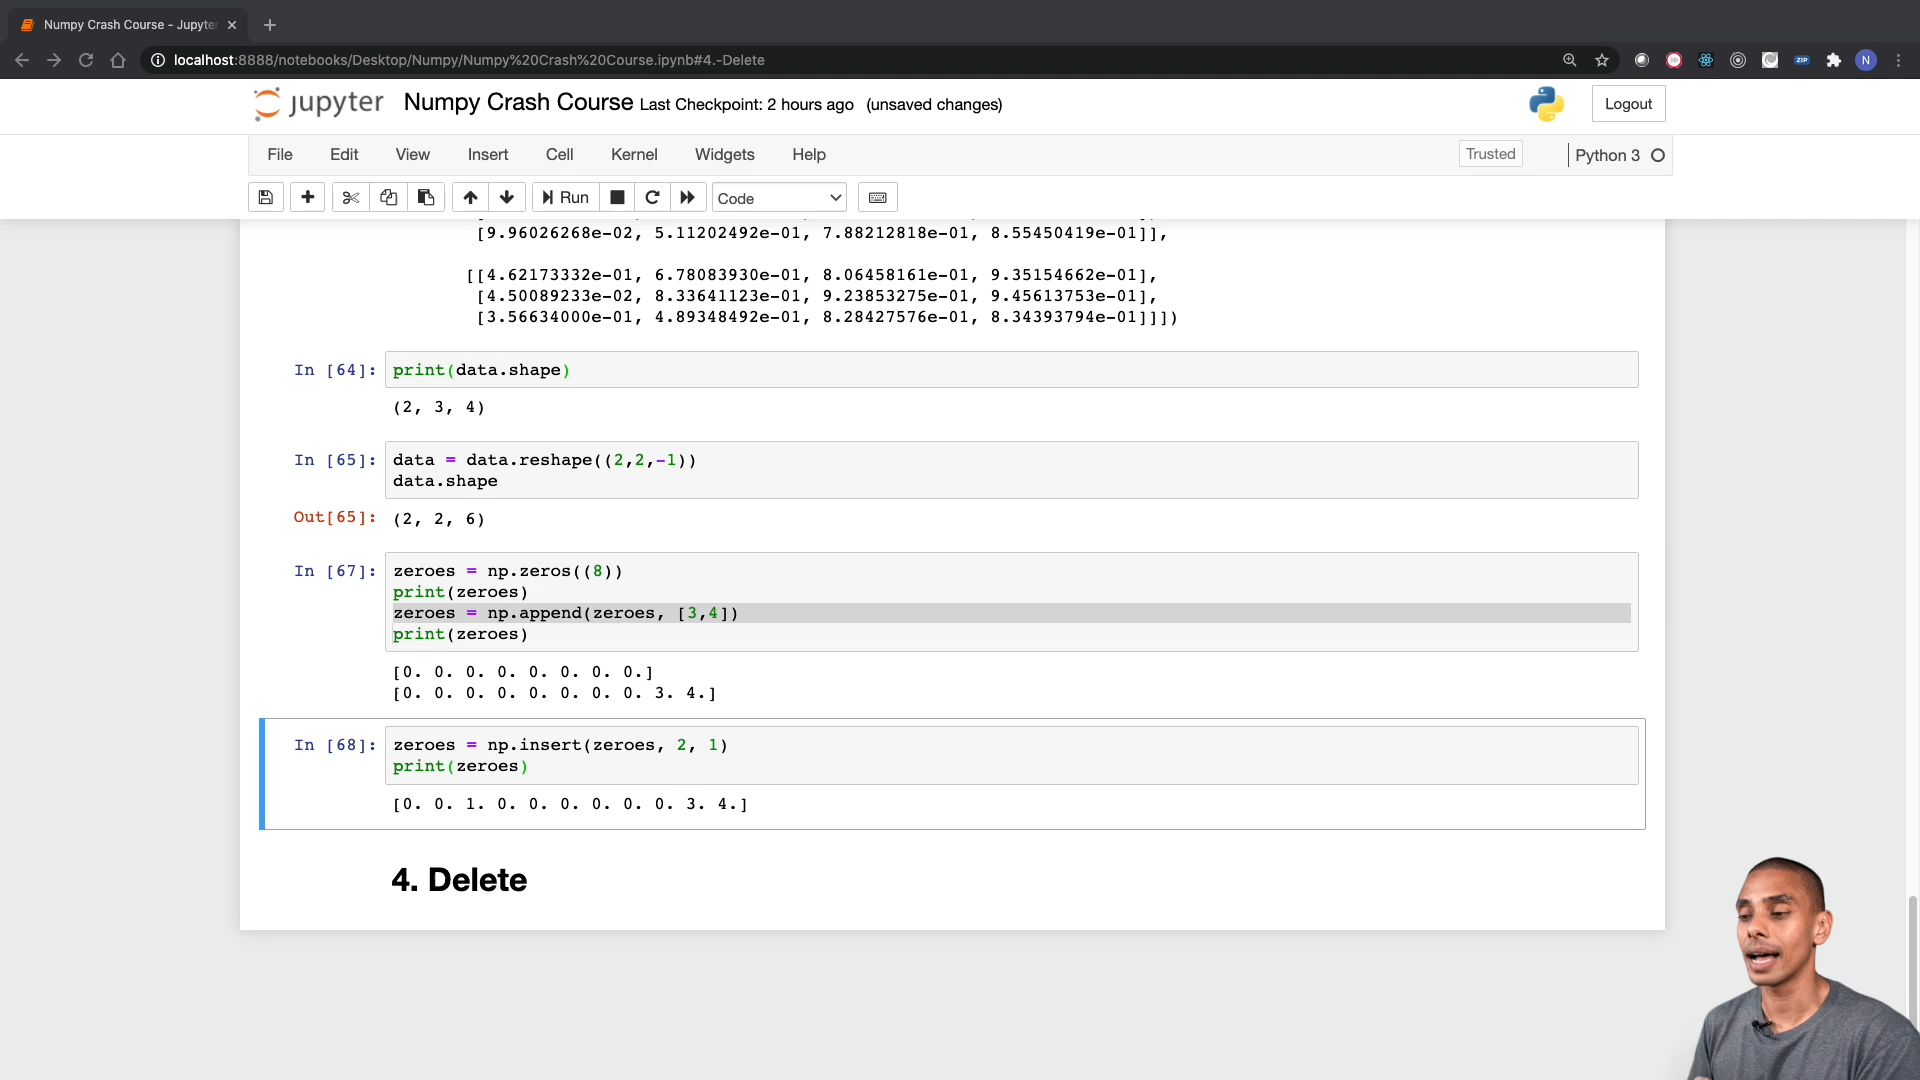 Numpy Crash Course - Jupyter
localhost:8888/notebooks/Desktop/Numpy/Numpy%20Crash%20Course.ipynb#4.-Delete
ZIP
N
jupyter Numpy Crash Course Last Checkpoint: 2 hours ago (unsaved changes)
Logout
File Edit View Insert Cell Kernel Widgets Help
Trusted
Python 3
Run
Code
[9.96026268e-02, 5.11202492e-01, 7.88212818e-01, 8.55450419e-01]],
[[4.62173332e-01, 6.78083930e-01, 8.06458161e-01, 9.35154662e-01],
[4.50089233e-02, 8.33641123e-01, 9.23853275e-01, 9.45613753e-01],
[3.56634000e-01, 4.89348492e-01, 8.28427576e-01, 8.34393794e-01]]])
In [64]: print(data.shape)
(2, 3, 4)
In [65]: data = data.reshape((2,2,-1))
data.shape
Out[65]: (2, 2, 6)
In [67]: zeroes = np.zeros((8))
print(zeroes)
zeroes = np.append(zeroes, [3,4])
print(zeroes)
[0. 0. 0. 0. 0. 0. 0. 0.]
[0. 0. 0. 0. 0. 0. 0. 0. 3. 4.]
In [68]: zeroes = np.insert(zeroes, 2, 1)
print(zeroes)
[0. 0. 1. 0. 0. 0. 0. 0. 0. 3. 4.]
4. Delete